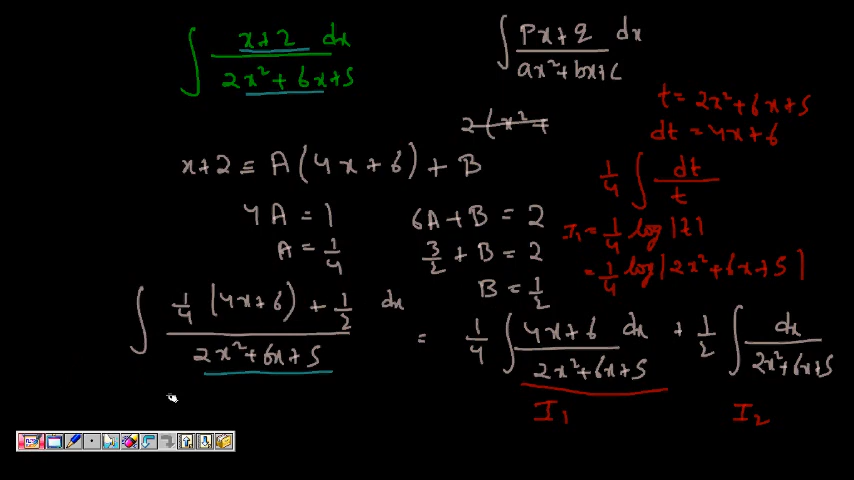 ∫ (x+2 dx)/(2x²+6x+5)
∫ (px+q)/(ax²+bx+c) dx
t = 2x²+6x+5
dt = 4x+6
2(x²+
x+2 ≡ A(4x+6) + B
1/4 ∫ dt/t
4A = 1
6A+B = 2
I₁ = 1/4 log|t|
A = 1/4
3/2 + B = 2
= 1/4 log|2x²+6x+5|
B = 1/2
∫ (1/4 (4x+6) + 1/2)/(2x²+6x+5) dx = 1/4 ∫ (4x+6)/(2x²+6x+5) dx + 1/2 ∫ dx/(2x²+6x+5)
I₁ I₂